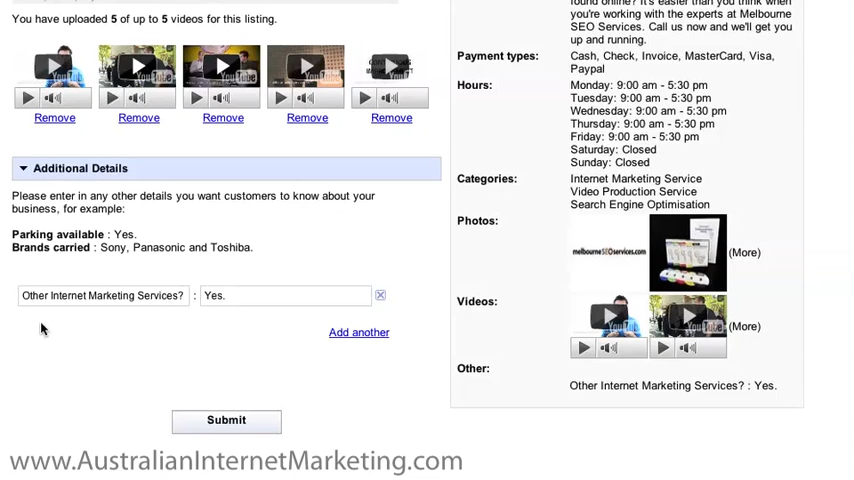 You have uploaded 5 of up to 5 videos for this listing.
YouTube YouTube YouTube YouTube YouTube
Remove Remove Remove Remove Remove
Additional Details
Please enter in any other details you want customers to know about your
business, for example:
Parking available : Yes.
Brands carried : Sony, Panasonic and Toshiba.
Other Internet Marketing Services? : Yes.
Add another
Submit
found online? It's easier than you think when
you're working with the experts at Melbourne
SEO Services. Call us now and we'll get you
up and running.
Payment types: Cash, Check, Invoice, MasterCard, Visa,
Paypal
Hours: Monday: 9:00 am - 5:30 pm
Tuesday: 9:00 am - 5:30 pm
Wednesday: 9:00 am - 5:30 pm
Thursday: 9:00 am - 5:30 pm
Friday: 9:00 am - 5:30 pm
Saturday: Closed
Sunday: Closed
Categories: Internet Marketing Service
Video Production Service
Search Engine Optimisation
Photos: melbourneSEOservices.com (More)
Videos: YouTube YouTube (More)
Other:
Other Internet Marketing Services? : Yes.
www.AustralianInternetMarketing.com